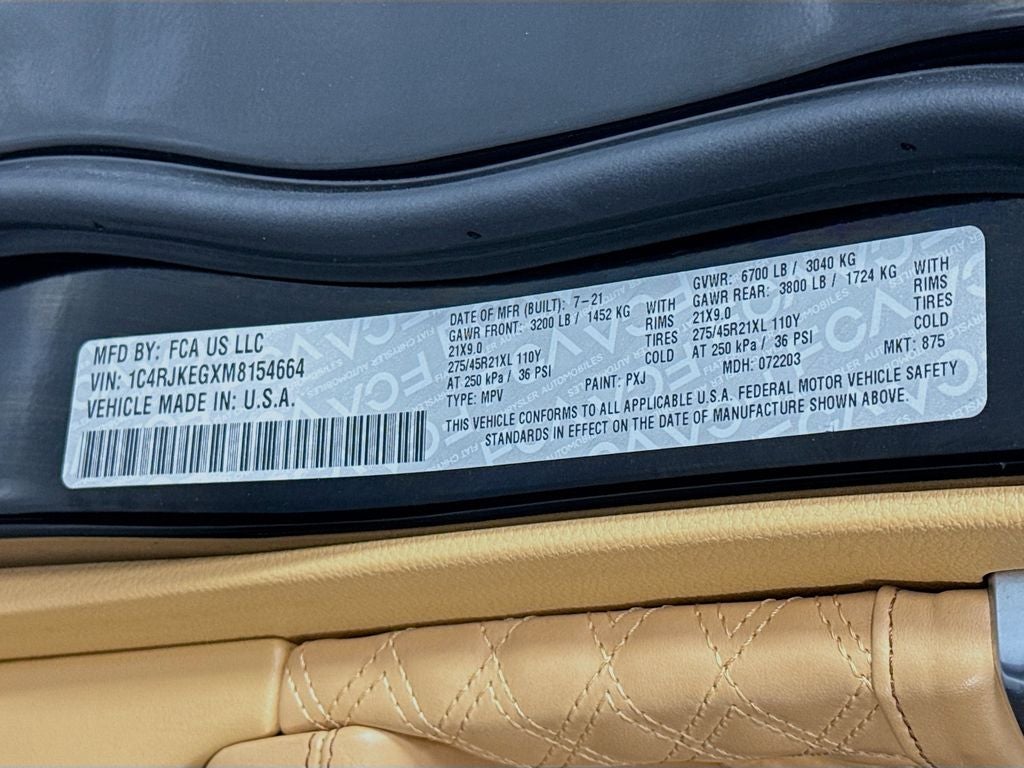 MFD BY: FCA US LLC
VIN: 1C4RJKEGXM8154664
VEHICLE MADE IN: U.S.A.
DATE OF MFR (BUILT): 7-21
GAWR FRONT: 3200 LB / 1452 KG WITH
21X9.0 RIMS
275/45R21XL 110Y TIRES
AT 250 kPa / 36 PSI COLD
TYPE: MPV
PAINT: PXJ
GVWR: 6700 LB / 3040 KG
GAWR REAR: 3800 LB / 1724 KG WITH
21X9.0 RIMS
275/45R21XL 110Y TIRES
AT 250 kPa / 36 PSI COLD
MDH: 072203
MKT: 875
THIS VEHICLE CONFORMS TO ALL APPLICABLE U.S.A. FEDERAL MOTOR VEHICLE SAFETY
STANDARDS IN EFFECT ON THE DATE OF MANUFACTURE SHOWN ABOVE.